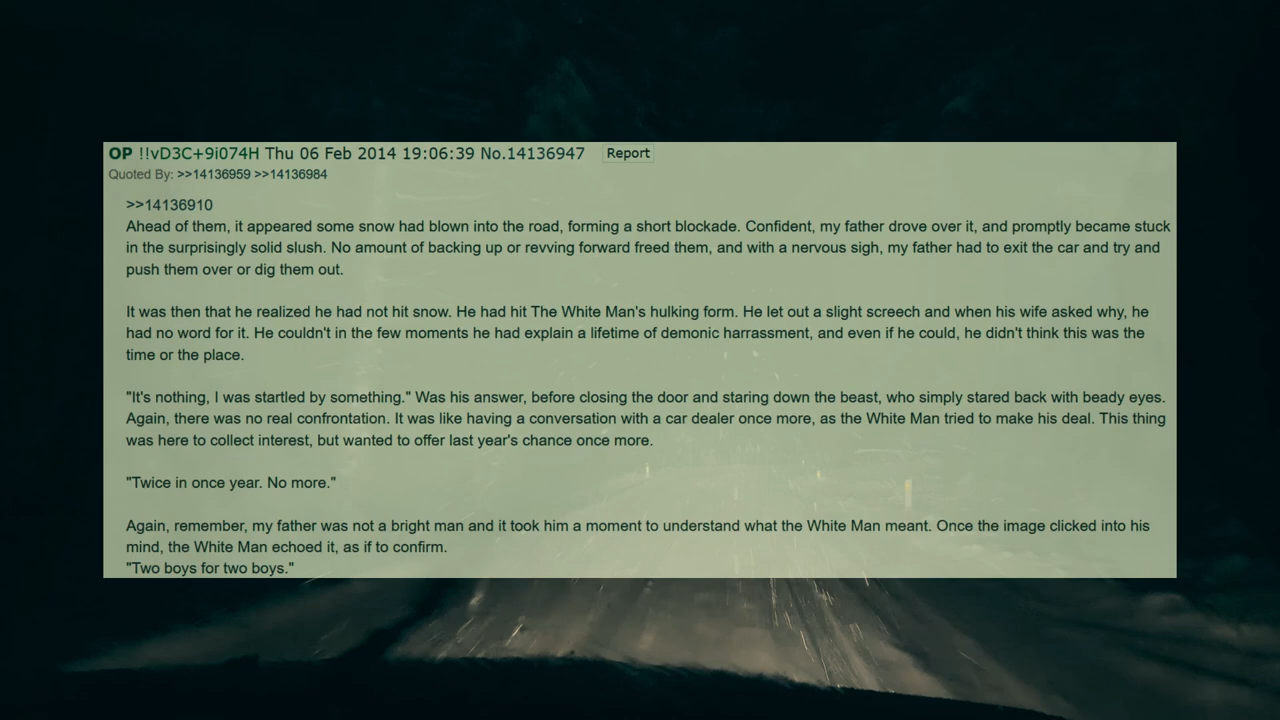 OP !!vD3C+9i074H Thu 06 Feb 2014 19:06:39 No.14136947 Report
Quoted By: >>14136959 >>14136984
>>14136910
Ahead of them, it appeared some snow had blown into the road, forming a short blockade. Confident, my father drove over it, and promptly became stuck
in the surprisingly solid slush. No amount of backing up or revving forward freed them, and with a nervous sigh, my father had to exit the car and try and
push them over or dig them out.
It was then that he realized he had not hit snow. He had hit The White Man's hulking form. He let out a slight screech and when his wife asked why, he
had no word for it. He couldn't in the few moments he had explain a lifetime of demonic harrassment, and even if he could, he didn't think this was the
time or the place.
"It's nothing, I was startled by something." Was his answer, before closing the door and staring down the beast, who simply stared back with beady eyes.
Again, there was no real confrontation. It was like having a conversation with a car dealer once more, as the White Man tried to make his deal. This thing
was here to collect interest, but wanted to offer last year's chance once more.
"Twice in once year. No more."
Again, remember, my father was not a bright man and it took him a moment to understand what the White Man meant. Once the image clicked into his
mind, the White Man echoed it, as if to confirm.
"Two boys for two boys."